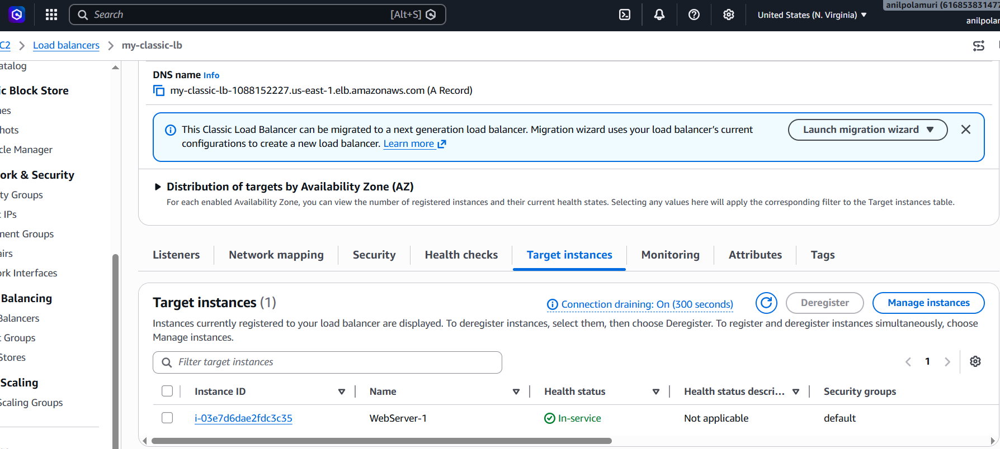 Search [Alt+S]
United States (N. Virginia)
anilpolamuri (616853831477
anilpolar
C2 Load balancers my-classic-lb
atalog
c Block Store
nes
hots
cle Manager
ork & Security
ty Groups
IPs
ment Groups
airs
ork Interfaces
Balancing
Balancers
t Groups
Stores
Scaling
Scaling Groups
DNS name Info
my-classic-lb-1088152227.us-east-1.elb.amazonaws.com (A Record)
This Classic Load Balancer can be migrated to a next generation load balancer. Migration wizard uses your load balancer's current
configurations to create a new load balancer. Learn more
Launch migration wizard
Distribution of targets by Availability Zone (AZ)
For each enabled Availability Zone, you can view the number of registered instances and their current health states. Selecting any values here will apply the corresponding filter to the Target instances table.
Listeners Network mapping Security Health checks Target instances Monitoring Attributes Tags
Target instances (1)
Connection draining: On (300 seconds)
Deregister
Manage instances
Instances currently registered to your load balancer are displayed. To deregister instances, select them, then choose Deregister. To register and deregister instances simultaneously, choose
Manage instances.
Filter target instances
1
Instance ID Name Health status Health status descri... Security groups
i-03e7d6dae2fdc3c35 WebServer-1 In-service Not applicable default